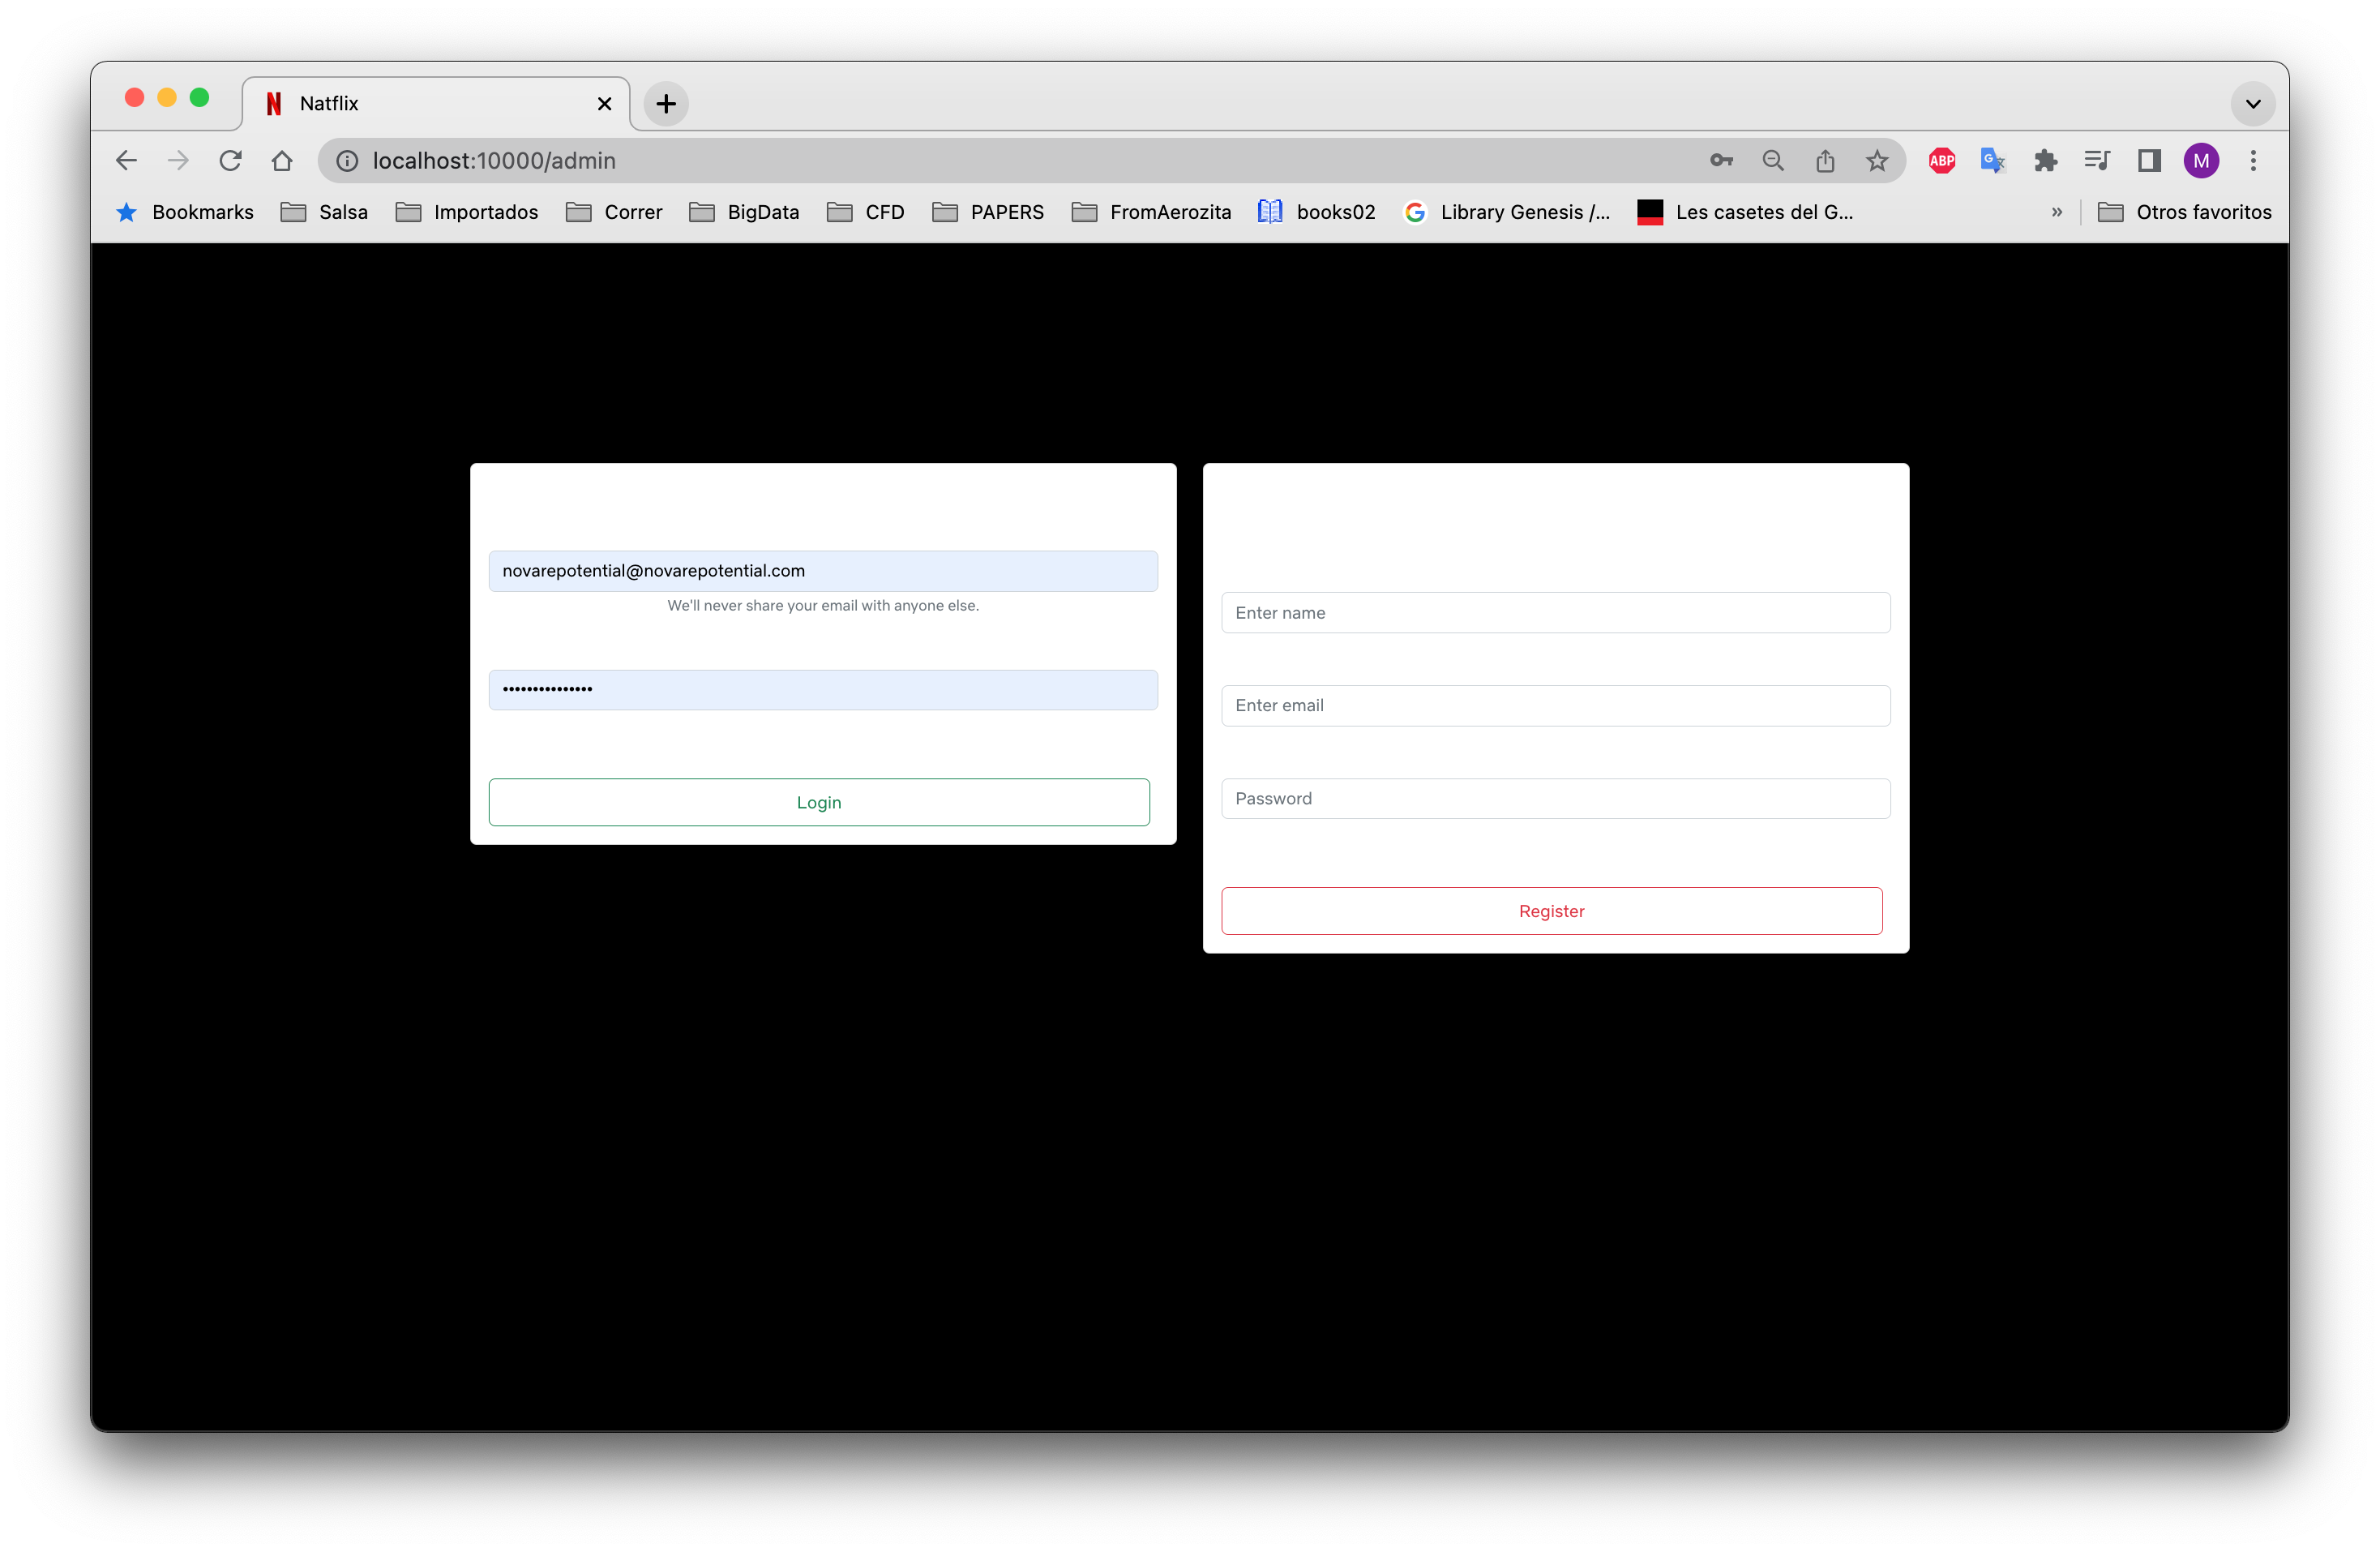 Natflix
localhost:10000/admin
ABP
G
M
Bookmarks Salsa Importados Correr BigData CFD PAPERS FromAerozita books02 Library Genesis /... Les casetes del G... » Otros favoritos
novarepotential@novarepotential.com
We'll never share your email with anyone else.
Login
Enter name
Enter email
Password
Register